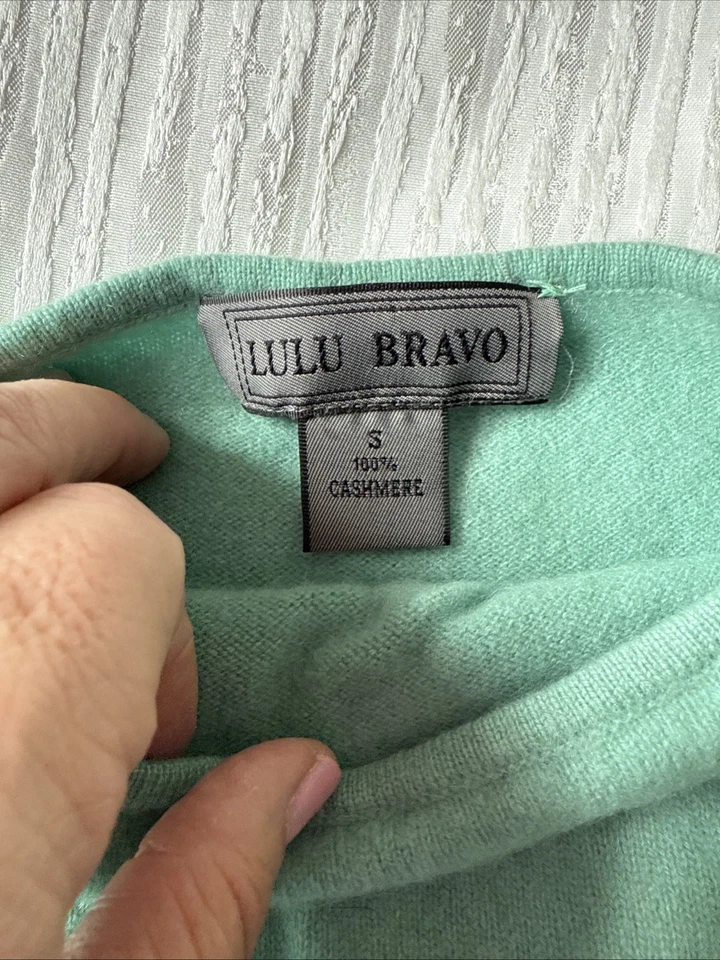 LULU BRAVO
S
100%
CASHMERE